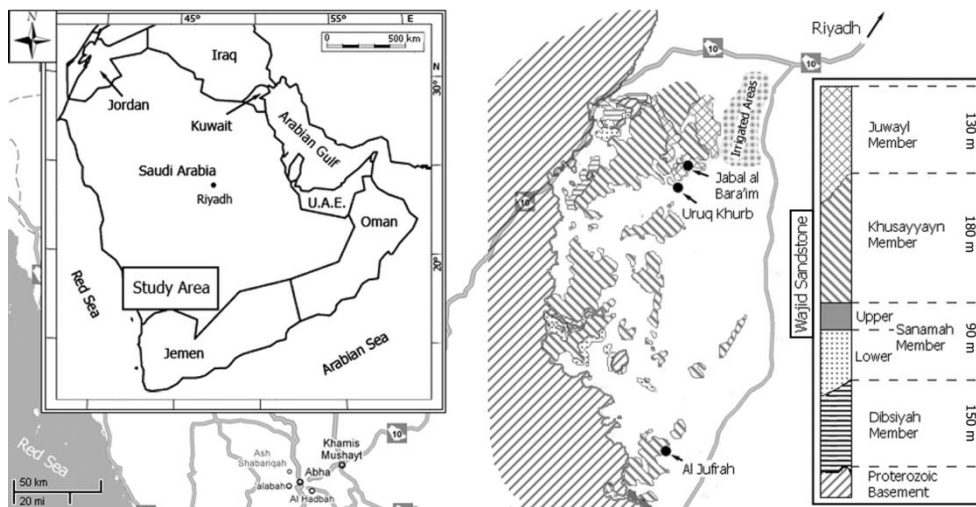 45°
55°
E
0
500 km
N
30°
20°
Iraq
Jordan
Kuwait
Arabian Gulf
Saudi Arabia
Riyadh
U.A.E.
Oman
Study Area
Red Sea
Jemen
Arabian Sea
Red Sea
50 km
20 mi
Ash
Shabariqah
alabah
Abha
Al Hadbah
Khamis
Mushayt
10
10
10
10
Riyadh
Irrigated Areas
Jabal al
Bara'im
Uruq Khurb
Al Jufrah
Wajid Sandstone
Juwayl
Member
130 m
Khusayyayn
Member
180 m
Upper
Sanamah
Member
Lower
90 m
Dibsiyah
Member
150 m
Proterozoic
Basement